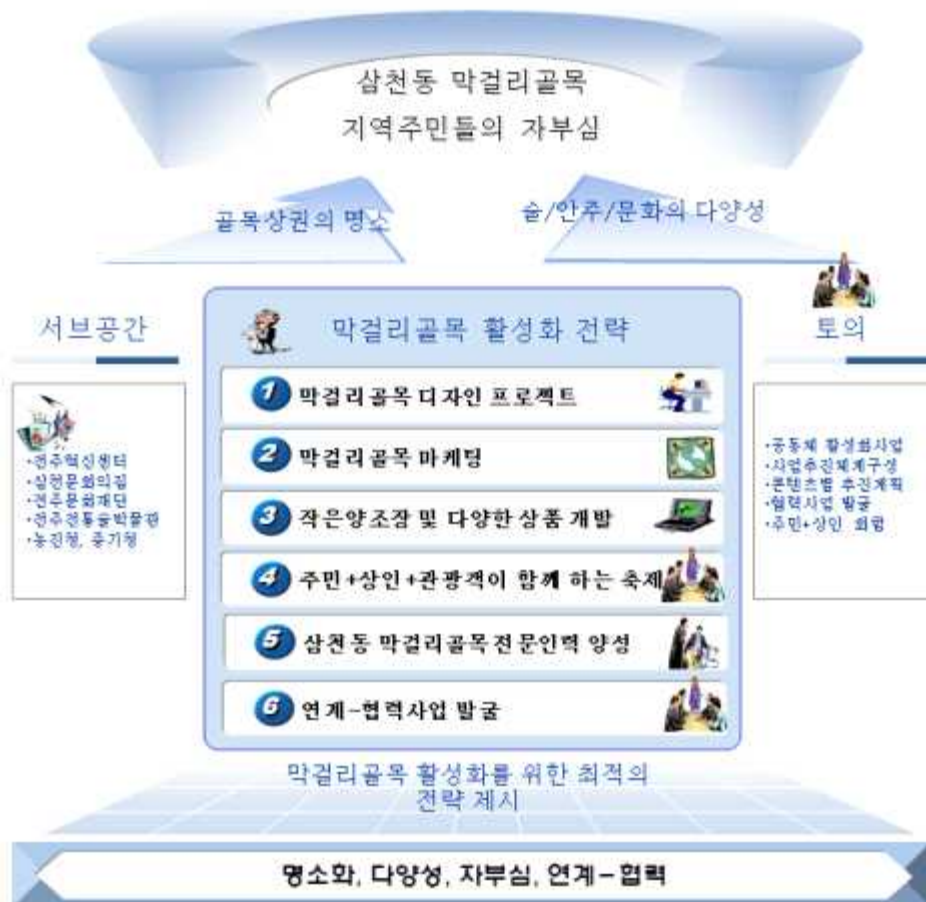 삼천동 막걸리골목
지역주민들의 자부심
골목상권의 명소
술/안주/문화의 다양성
서브공간
•전주혁신센터
•삼천문화의집
•전주문화재단
•전주전통술박물관
•농진청, 중기청
막걸리골목 활성화 전략
1 막걸리골목 디자인 프로젝트
2 막걸리골목 마케팅
3 작은양조장 및 다양한 상품 개발
4 주민+상인+관광객이 함께 하는 축제
5 삼천동 막걸리골목전문인력 양성
6 연계-협력사업 발굴
토의
•공동체 활성화사업
•사업추진체계구성
•콘텐츠별 추진계획
•협력사업 발굴
•주민+상인 화합
막걸리골목 활성화를 위한 최적의
전략 제시
명소화, 다양성, 자부심, 연계-협력